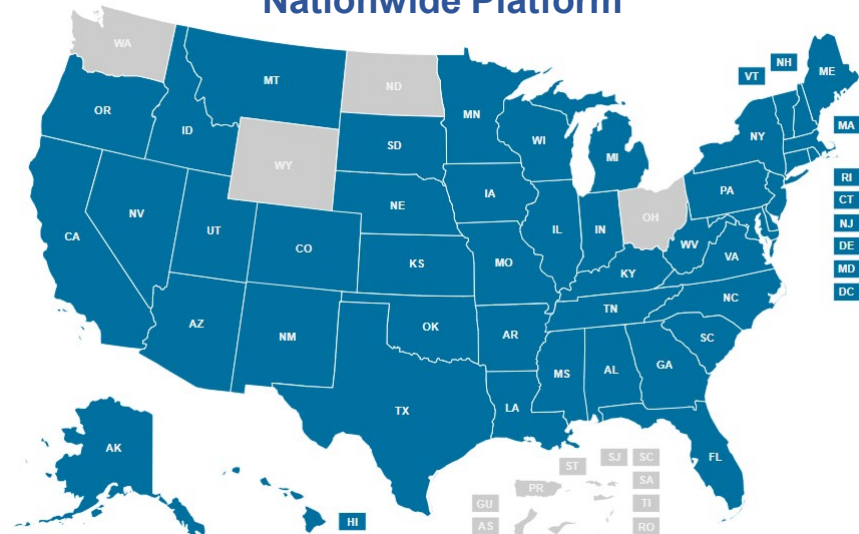 Nationwide Platform
WA
MT
ND
MN
VT
NH
ME
OR
ID
SD
WI
MI
NY
MA
WY
RI
NE
IA
PA
CT
NV
UT
CO
IL
IN
OH
NJ
CA
KS
MO
KY
WV
VA
DE
MD
DC
AZ
NM
OK
AR
TN
NC
SC
TX
LA
MS
AL
GA
FL
AK
HI
ST
SJ
SC
PR
SA
GU
TI
AS
RO